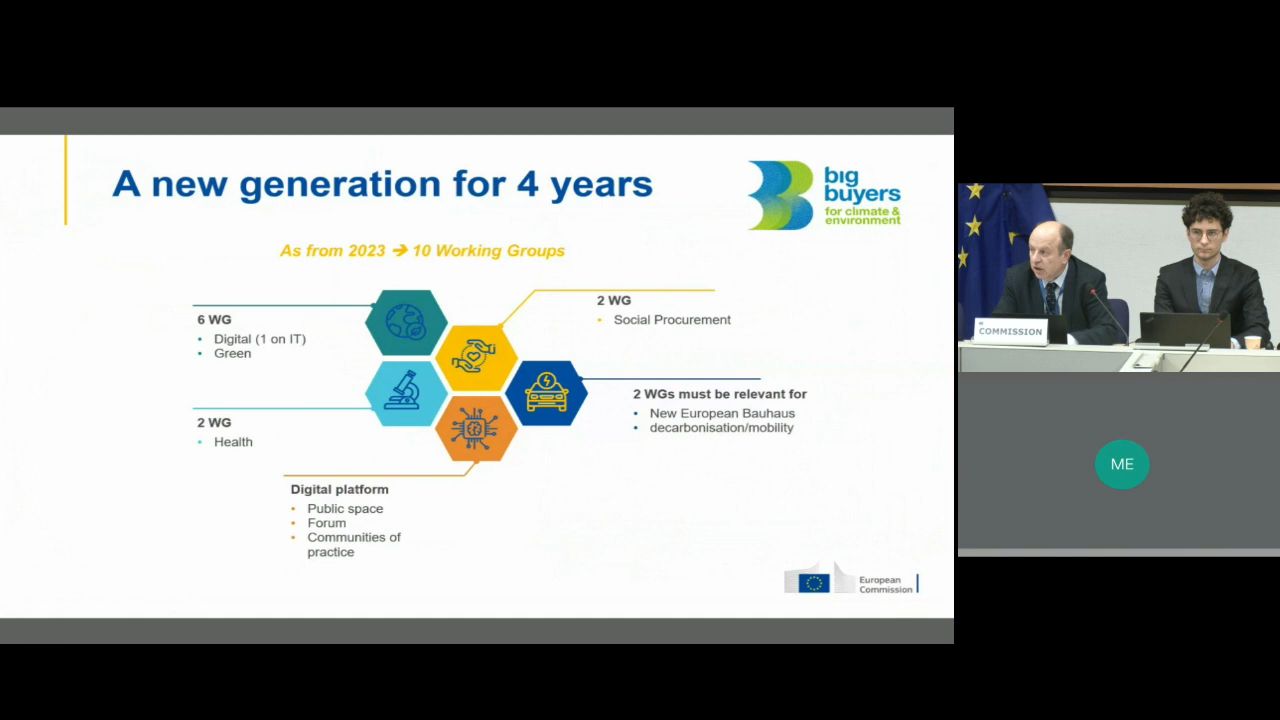 A new generation for 4 years
big
buyers
for climate &
environment
As from 2023 → 10 Working Groups
6 WG
• Digital (1 on IT)
• Green
2 WG
• Social Procurement
2 WGs must be relevant for
• New European Bauhaus
• decarbonisation/mobility
2 WG
• Health
Digital platform
• Public space
• Forum
• Communities of
practice
European
Commission
COMMISSION
ME